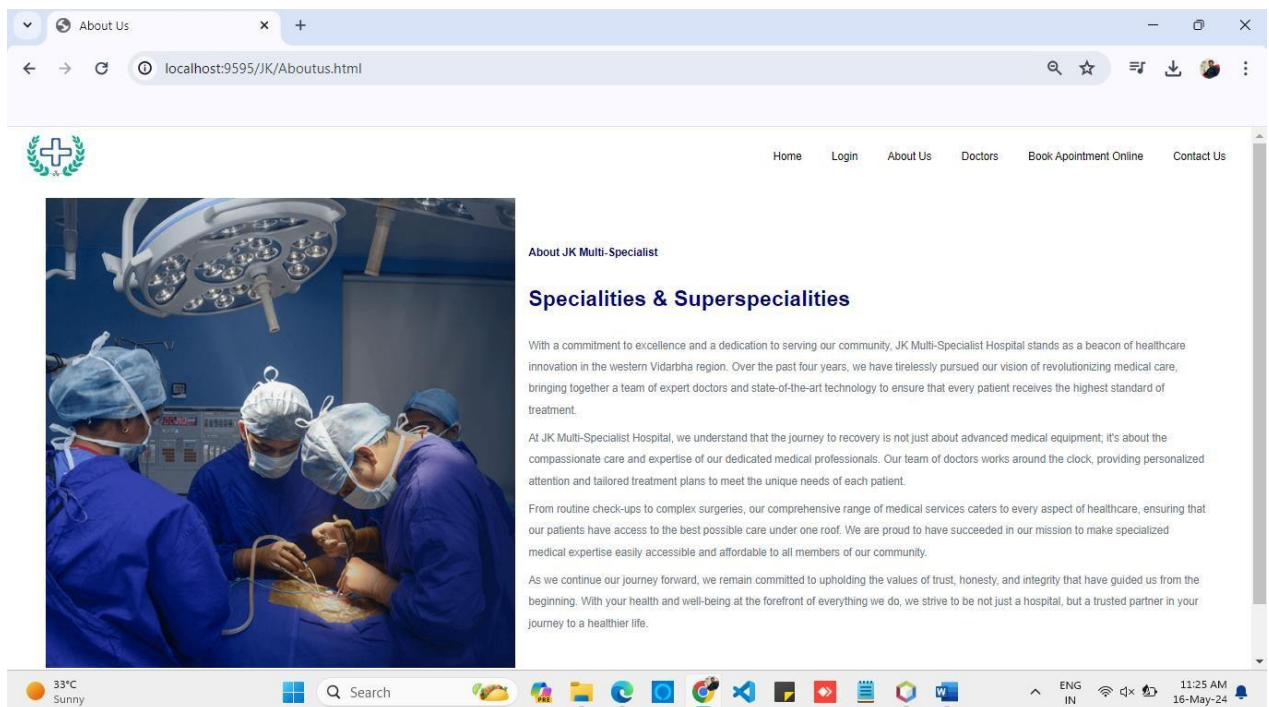 About Us
localhost:9595/JK/Aboutus.html
Home Login About Us Doctors Book Apointment Online Contact Us
About JK Multi-Specialist
Specialities & Superspecialities
With a commitment to excellence and a dedication to serving our community, JK Multi-Specialist Hospital stands as a beacon of healthcare
innovation in the western Vidarbha region. Over the past four years, we have tirelessly pursued our vision of revolutionizing medical care,
bringing together a team of expert doctors and state-of-the-art technology to ensure that every patient receives the highest standard of
treatment.
At JK Multi-Specialist Hospital, we understand that the journey to recovery is not just about advanced medical equipment; it's about the
compassionate care and expertise of our dedicated medical professionals. Our team of doctors works around the clock, providing personalized
attention and tailored treatment plans to meet the unique needs of each patient.
From routine check-ups to complex surgeries, our comprehensive range of medical services caters to every aspect of healthcare, ensuring that
our patients have access to the best possible care under one roof. We are proud to have succeeded in our mission to make specialized
medical expertise easily accessible and affordable to all members of our community.
As we continue our journey forward, we remain committed to upholding the values of trust, honesty, and integrity that have guided us from the
beginning. With your health and well-being at the forefront of everything we do, we strive to be not just a hospital, but a trusted partner in your
journey to a healthier life.
33°C
Sunny
Search
PRE
ENG
IN
11:25 AM
16-May-24